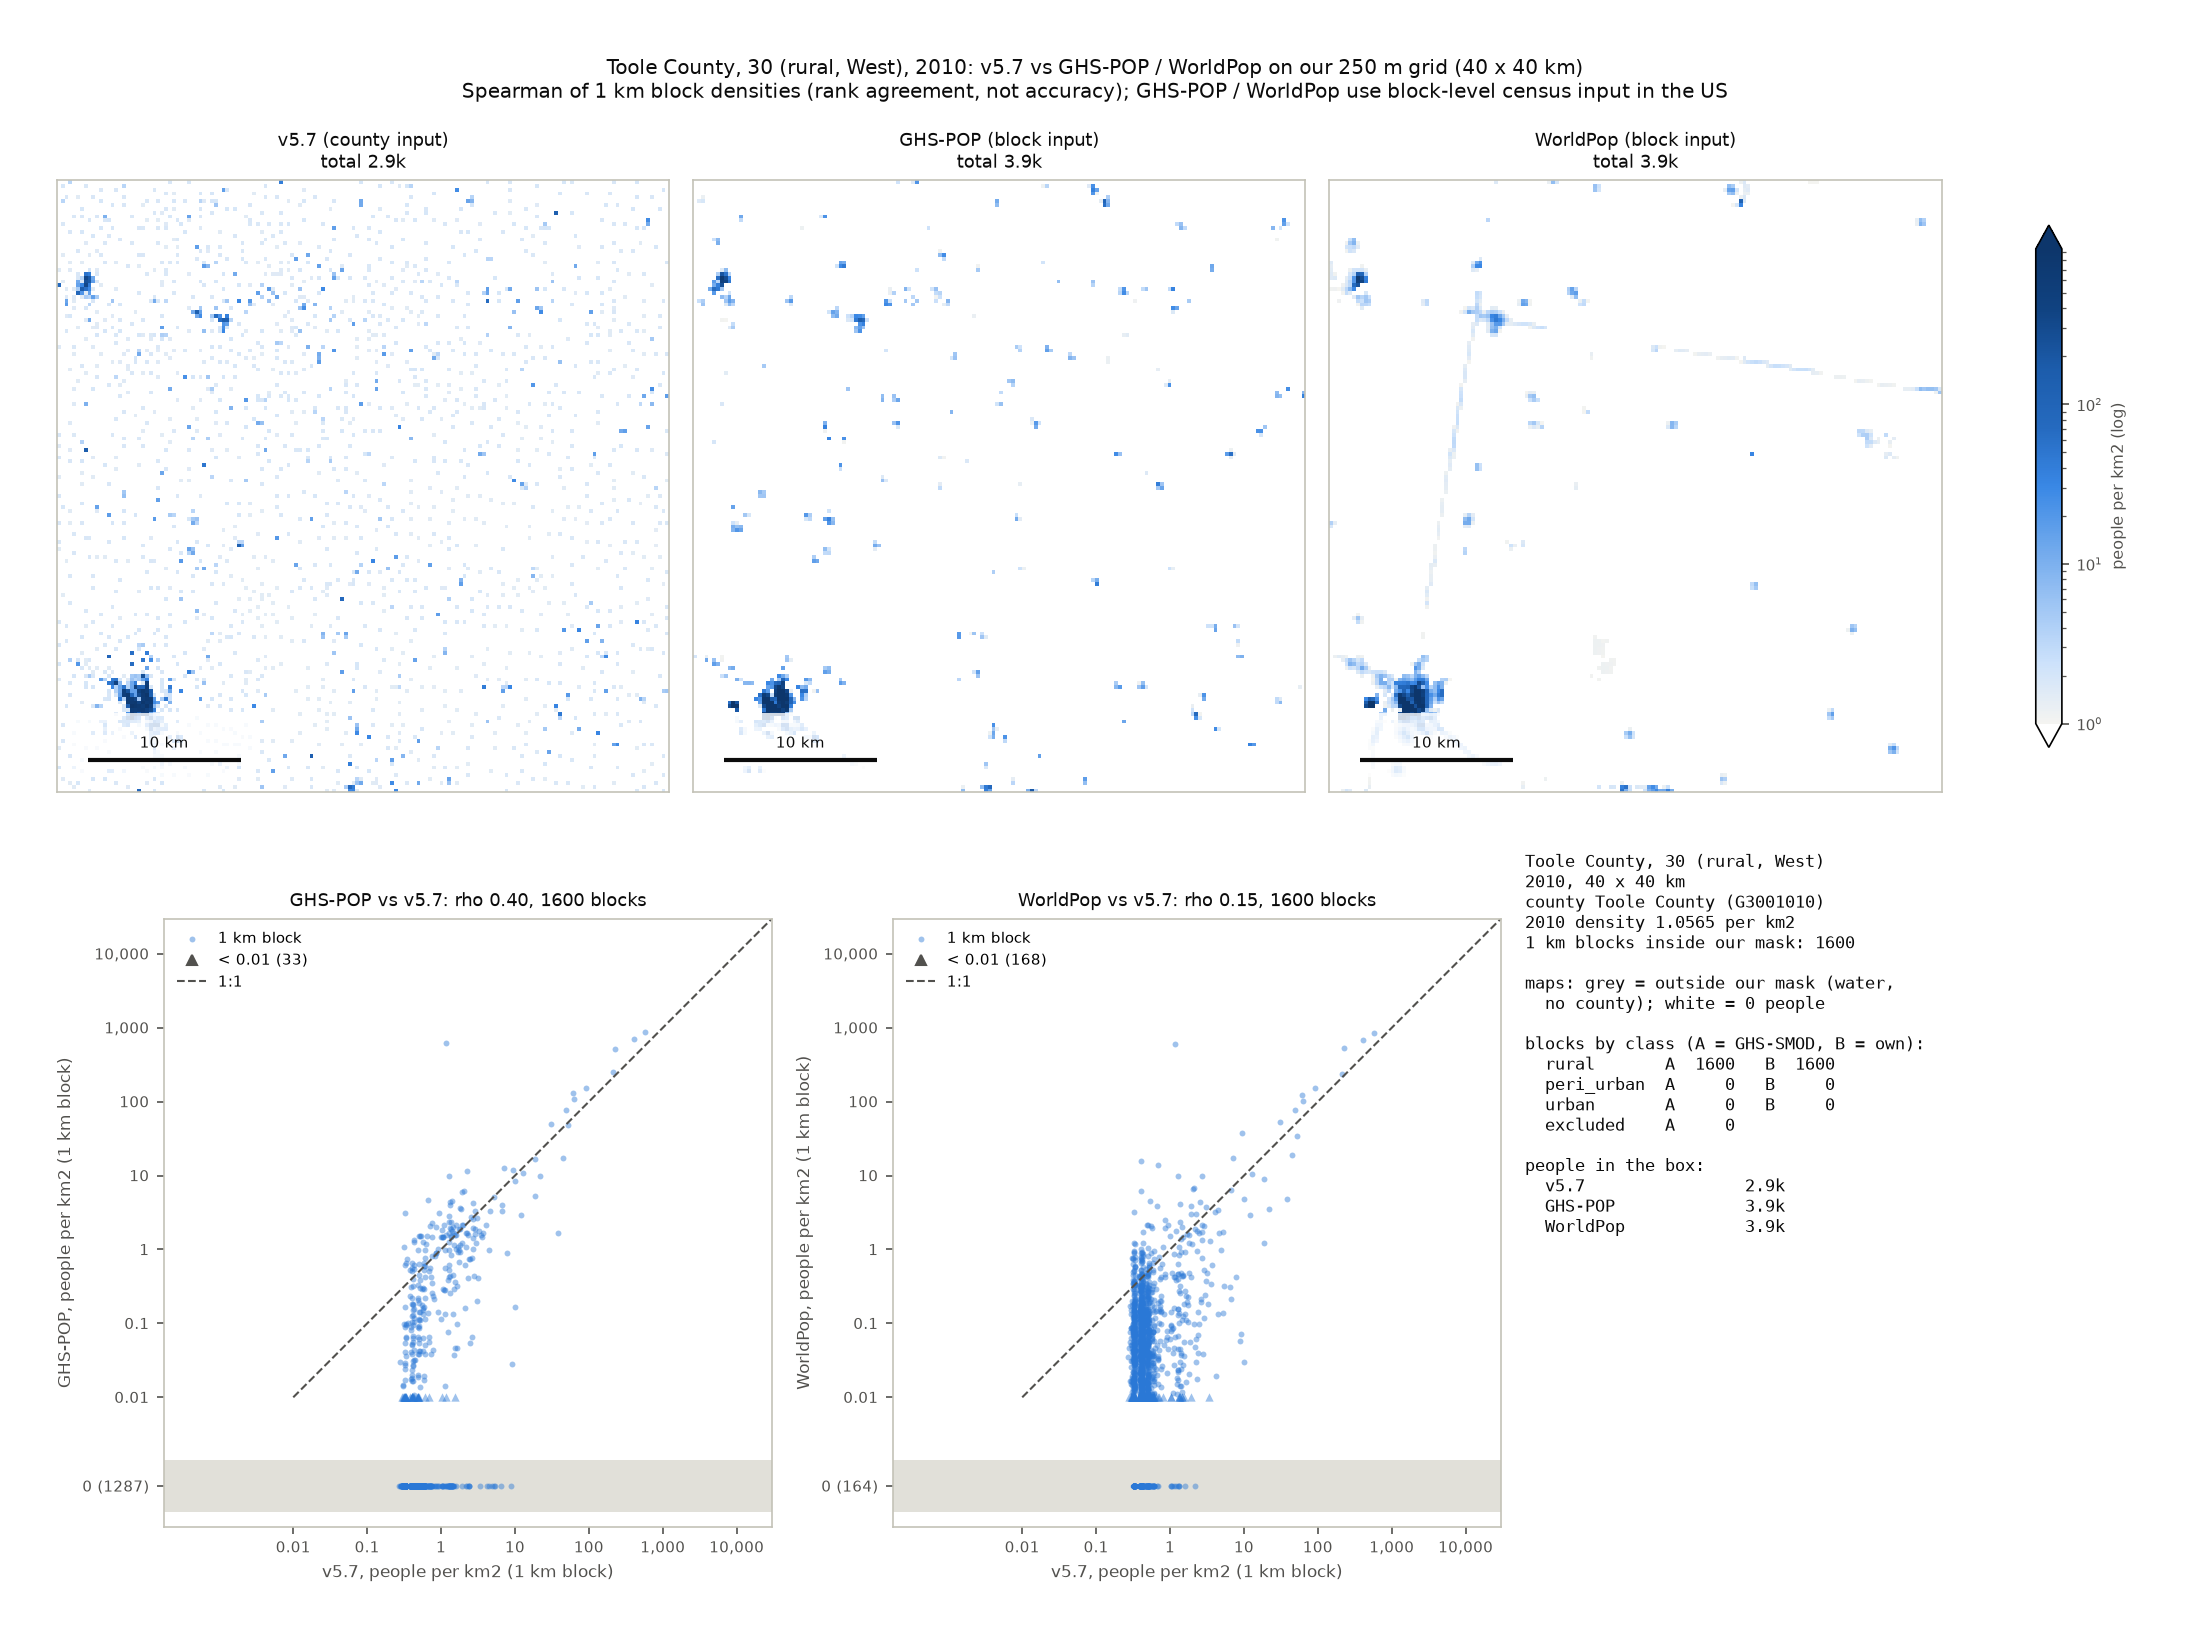 Toole County, 30 (rural, West), 2010: v5.7 vs GHS-POP / WorldPop on our 250 m grid (40 x 40 km)
Spearman of 1 km block densities (rank agreement, not accuracy); GHS-POP / WorldPop use block-level census input in the US
v5.7 (county input)
total 2.9k
GHS-POP (block input)
total 3.9k
WorldPop (block input)
total 3.9k
10 km
10 km
10 km
10²
10¹
10⁰
people per km2 (log)
GHS-POP vs v5.7: rho 0.40, 1600 blocks
1 km block
< 0.01 (33)
1:1
10,000
1,000
100
10
1
0.1
0.01
0 (1287)
GHS-POP, people per km2 (1 km block)
0.01
0.1
1
10
100
1,000
10,000
v5.7, people per km2 (1 km block)
WorldPop vs v5.7: rho 0.15, 1600 blocks
1 km block
< 0.01 (168)
1:1
10,000
1,000
100
10
1
0.1
0.01
0 (164)
WorldPop, people per km2 (1 km block)
0.01
0.1
1
10
100
1,000
10,000
v5.7, people per km2 (1 km block)
Toole County, 30 (rural, West)
2010, 40 x 40 km
county Toole County (G3001010)
2010 density 1.0565 per km2
1 km blocks inside our mask: 1600
maps: grey = outside our mask (water,
no county); white = 0 people
blocks by class (A = GHS-SMOD, B = own):
rural A 1600 B 1600
peri_urban A 0 B 0
urban A 0 B 0
excluded A 0
people in the box:
v5.7 2.9k
GHS-POP 3.9k
WorldPop 3.9k